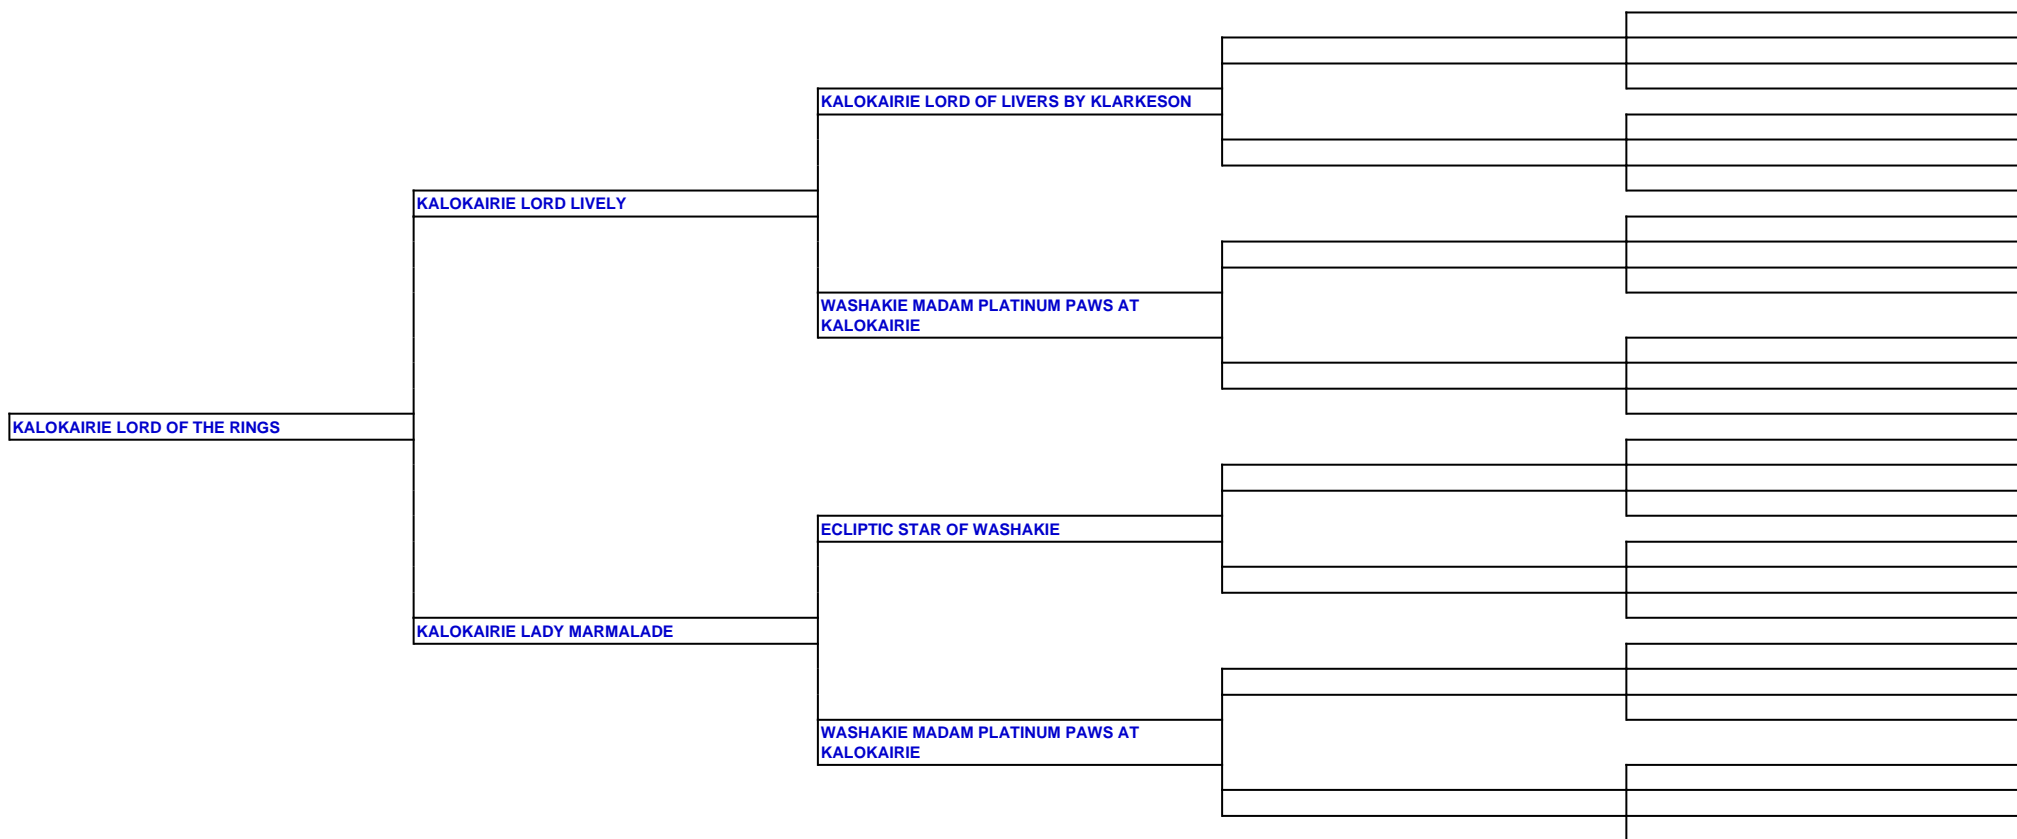 KALOKAIRIE LORD OF LIVERS BY KLARKESON
KALOKAIRIE LORD LIVELY
WASHAKIE MADAM PLATINUM PAWS AT
KALOKAIRIE
KALOKAIRIE LORD OF THE RINGS
ECLIPTIC STAR OF WASHAKIE
KALOKAIRIE LADY MARMALADE
WASHAKIE MADAM PLATINUM PAWS AT
KALOKAIRIE